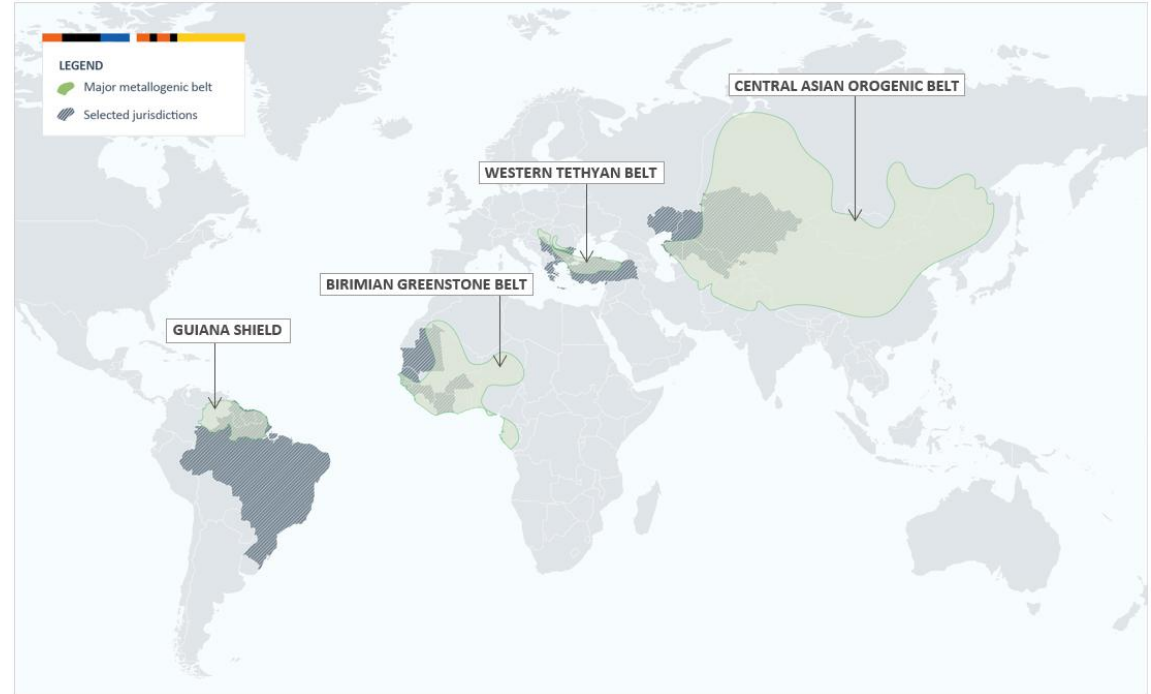 LEGEND
Major metallogenic belt
Selected jurisdictions
CENTRAL ASIAN OROGENIC BELT
WESTERN TETHYAN BELT
BIRIMIAN GREENSTONE BELT
GUIANA SHIELD